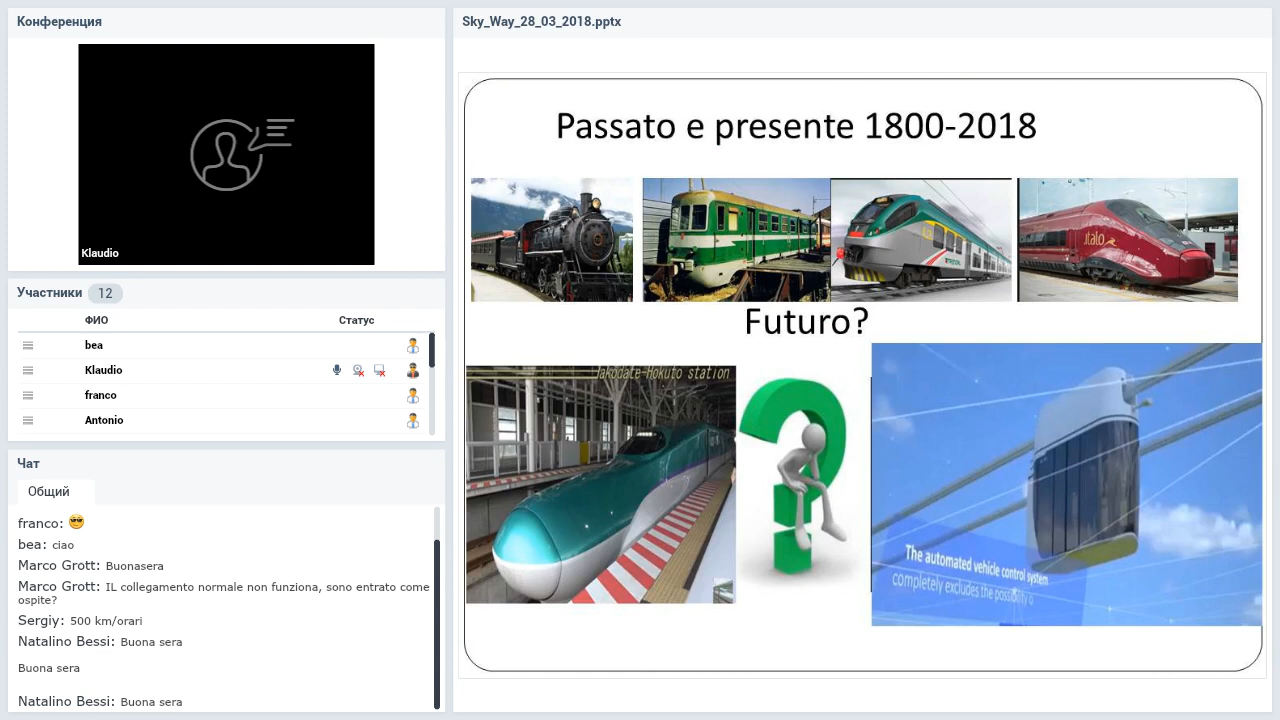 Конференция
Klaudio
Участники 12
ФИО Статус
bea
Klaudio
franco
Antonio
Чат
Общий
franco:
bea: ciao
Marco Grott: Buonasera
Marco Grott: IL collegamento normale non funziona, sono entrato come
ospite?
Sergiy: 500 km/orari
Natalino Bessi: Buona sera
Buona sera
Natalino Bessi: Buona sera
Sky_Way_28_03_2018.pptx
Passato e presente 1800-2018
.italo
Futuro?
Hakodate-Hokuto station
The automated vehicle control system
completely excludes the possibility o